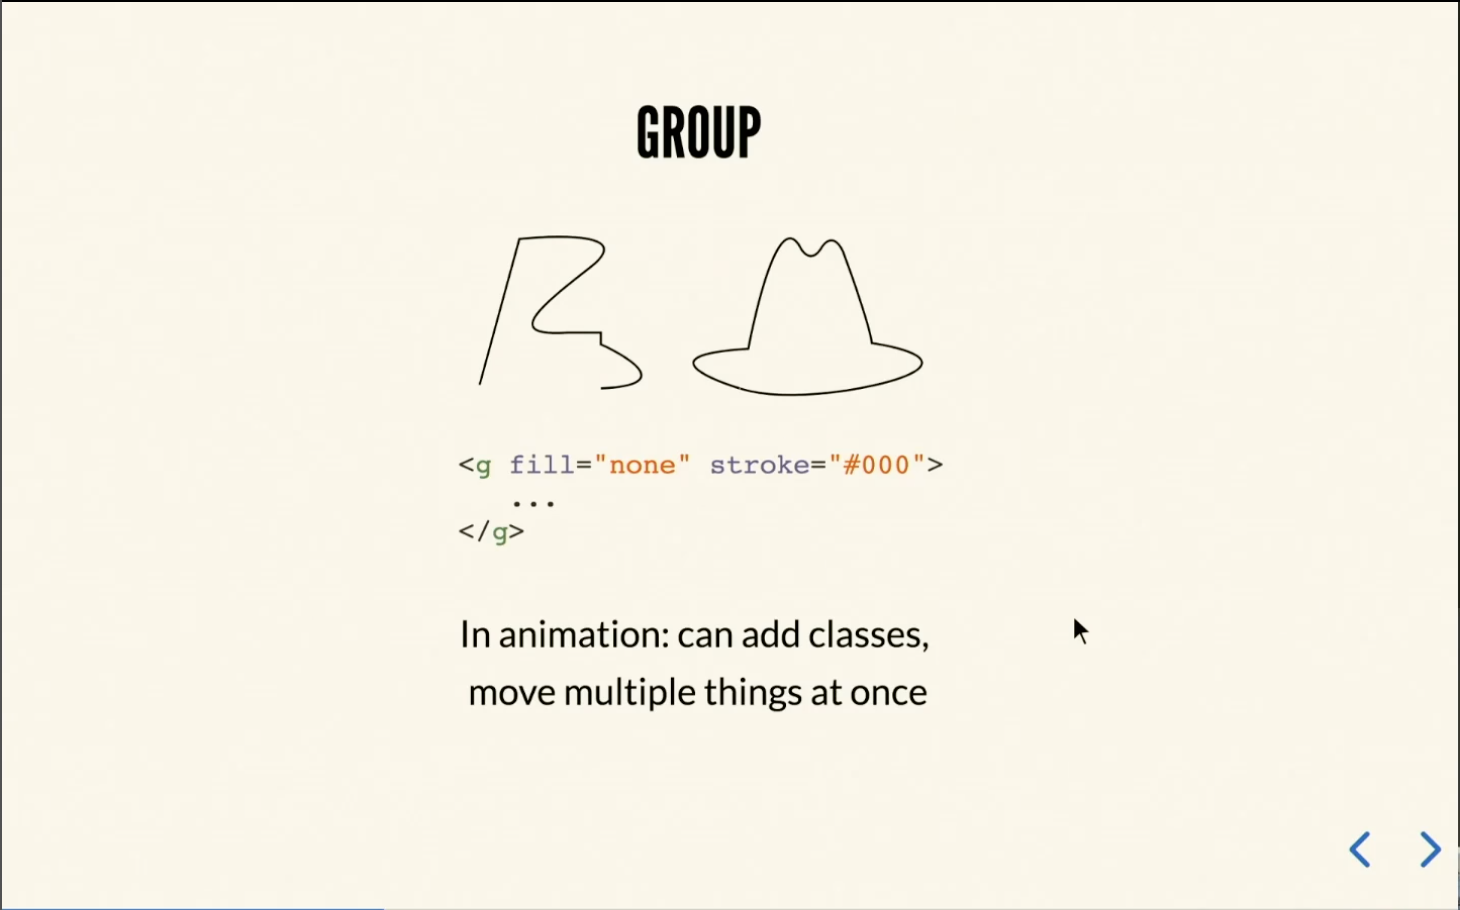 GROUP
<g fill="none" stroke="#000">
...
</g>
In animation: can add classes,
move multiple things at once